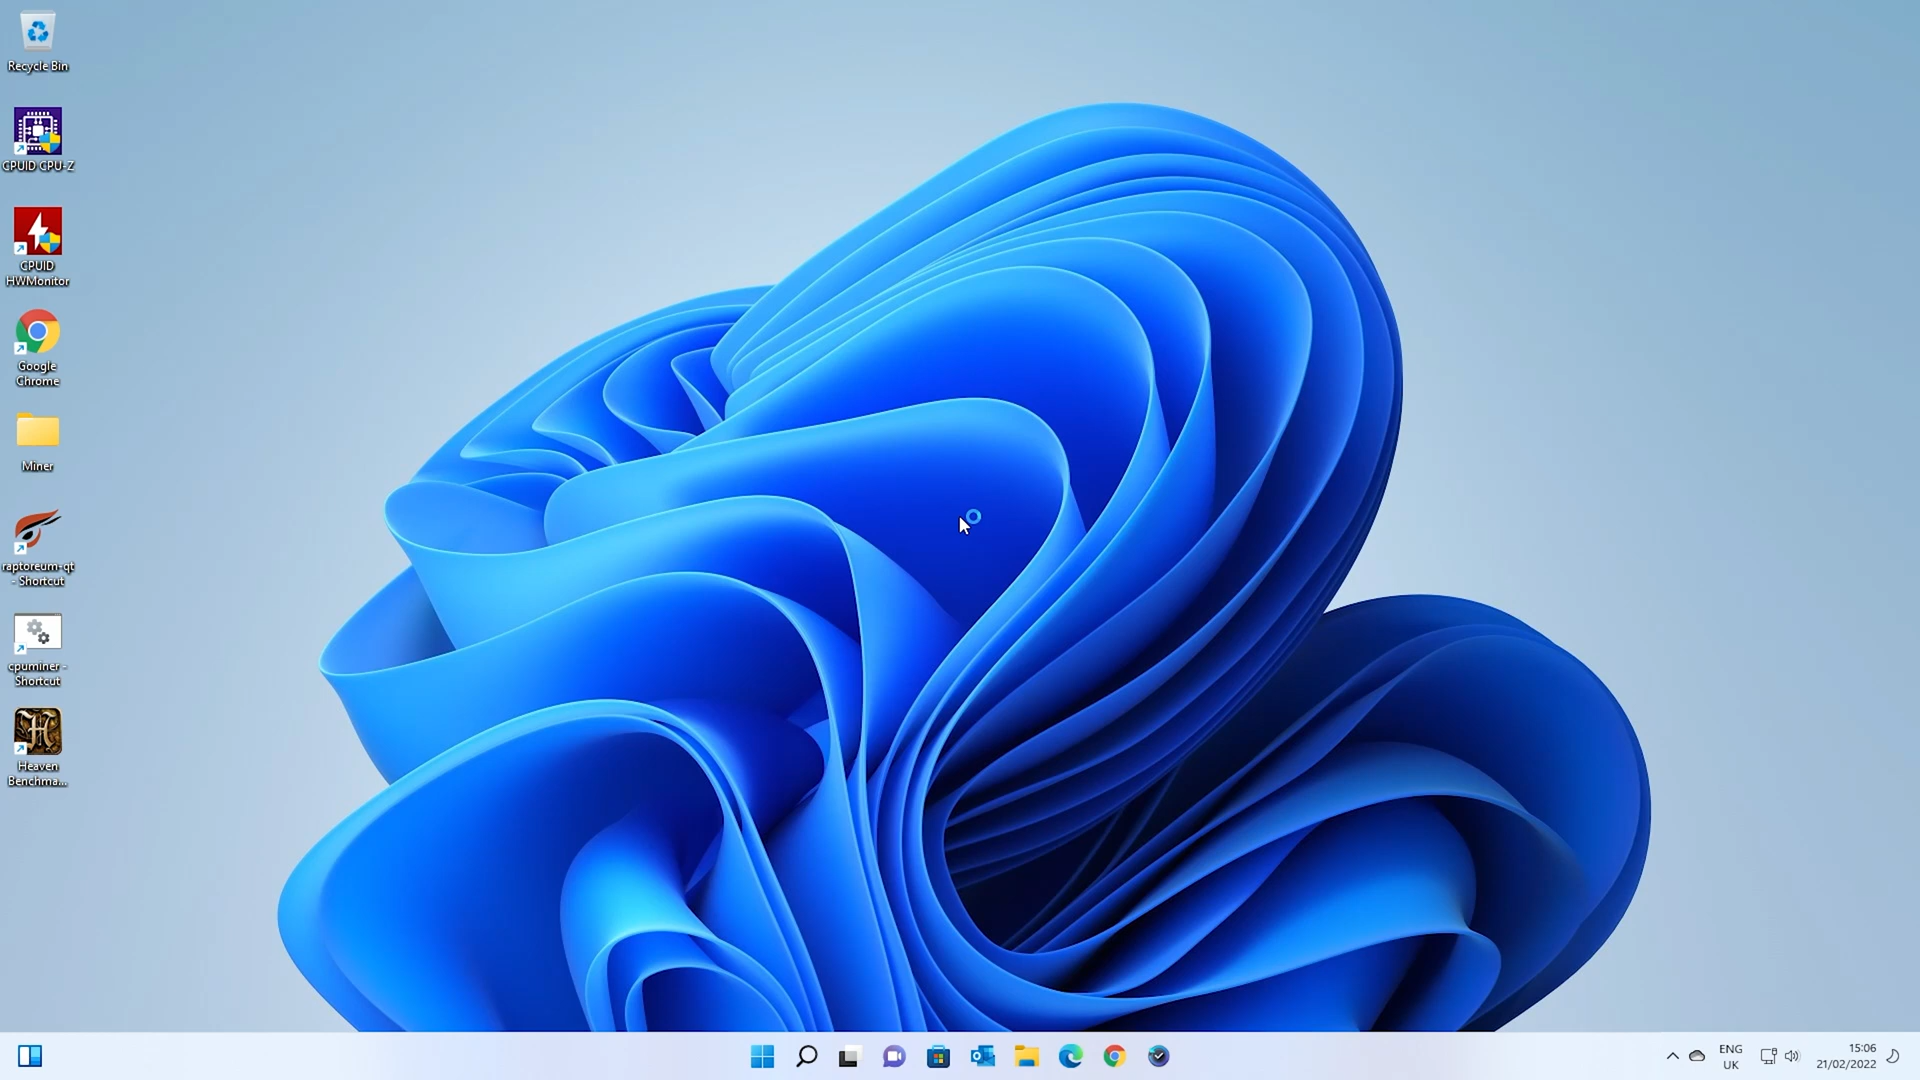 Recycle Bin
CPUID CPU-Z
CPUID
HWMonitor
Google
Chrome
Miner
raptoreum-qt
- Shortcut
cpuminer -
Shortcut
Heaven
Benchma...
ENG
UK
15:06
21/02/2022